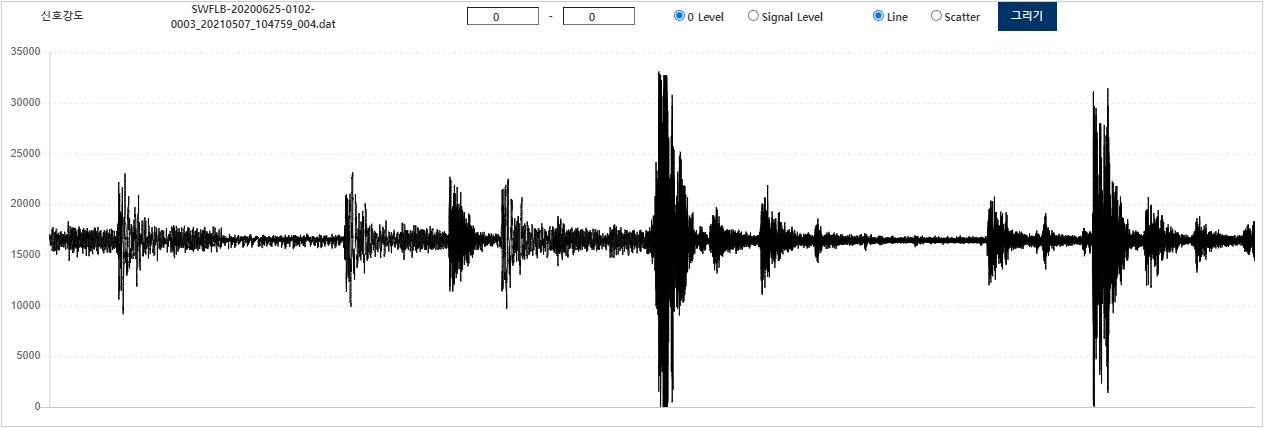 신호강도
SWFLB-20200625-0102-
0003_20210507_104759_004.dat
0 - 0
0 Level Signal Level
Line Scatter
그리기
35000
30000
25000
20000
15000
10000
5000
0